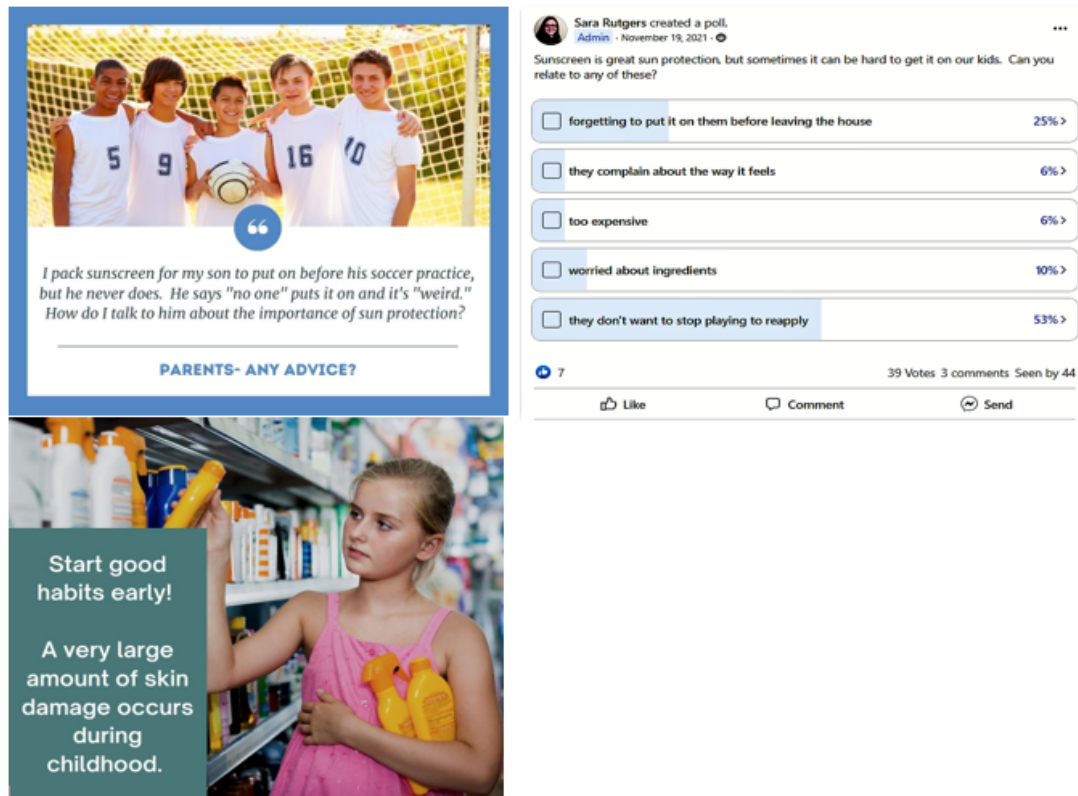 5
9
16
10
“
I pack sunscreen for my son to put on before his soccer practice,
but he never does. He says "no one" puts it on and it's "weird."
How do I talk to him about the importance of sun protection?
PARENTS- ANY ADVICE?
Sara Rutgers created a poll.
Admin · November 19, 2021 ·
Sunscreen is great sun protection, but sometimes it can be hard to get it on our kids. Can you
relate to any of these?
forgetting to put it on them before leaving the house 25% >
they complain about the way it feels 6% >
too expensive 6% >
worried about ingredients 10% >
they don't want to stop playing to reapply 53% >
7 39 Votes 3 comments Seen by 44
Like Comment Send
Start good
habits early!
A very large
amount of skin
damage occurs
during
childhood.